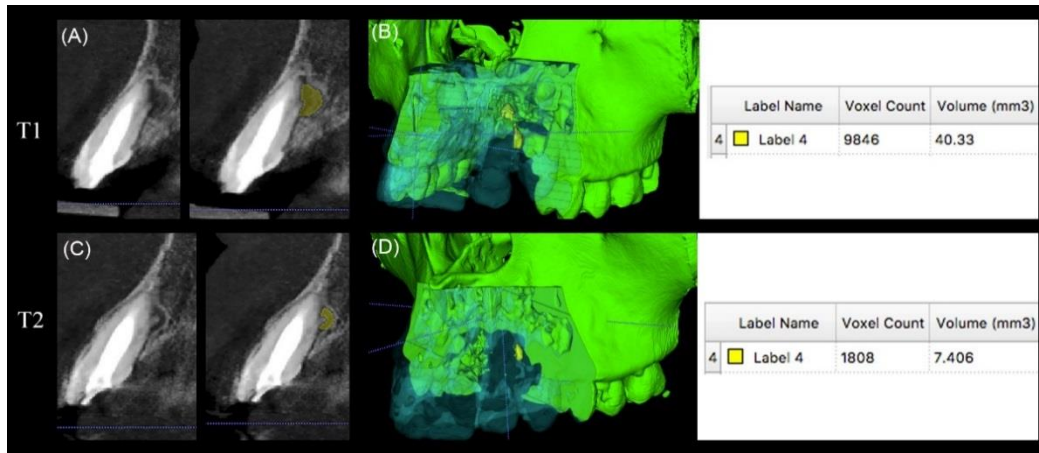 (A)
(B)
T1
Label Name Voxel Count Volume (mm3)
4 Label 4 9846 40.33
(C)
(D)
T2
Label Name Voxel Count Volume (mm3)
4 Label 4 1808 7.406